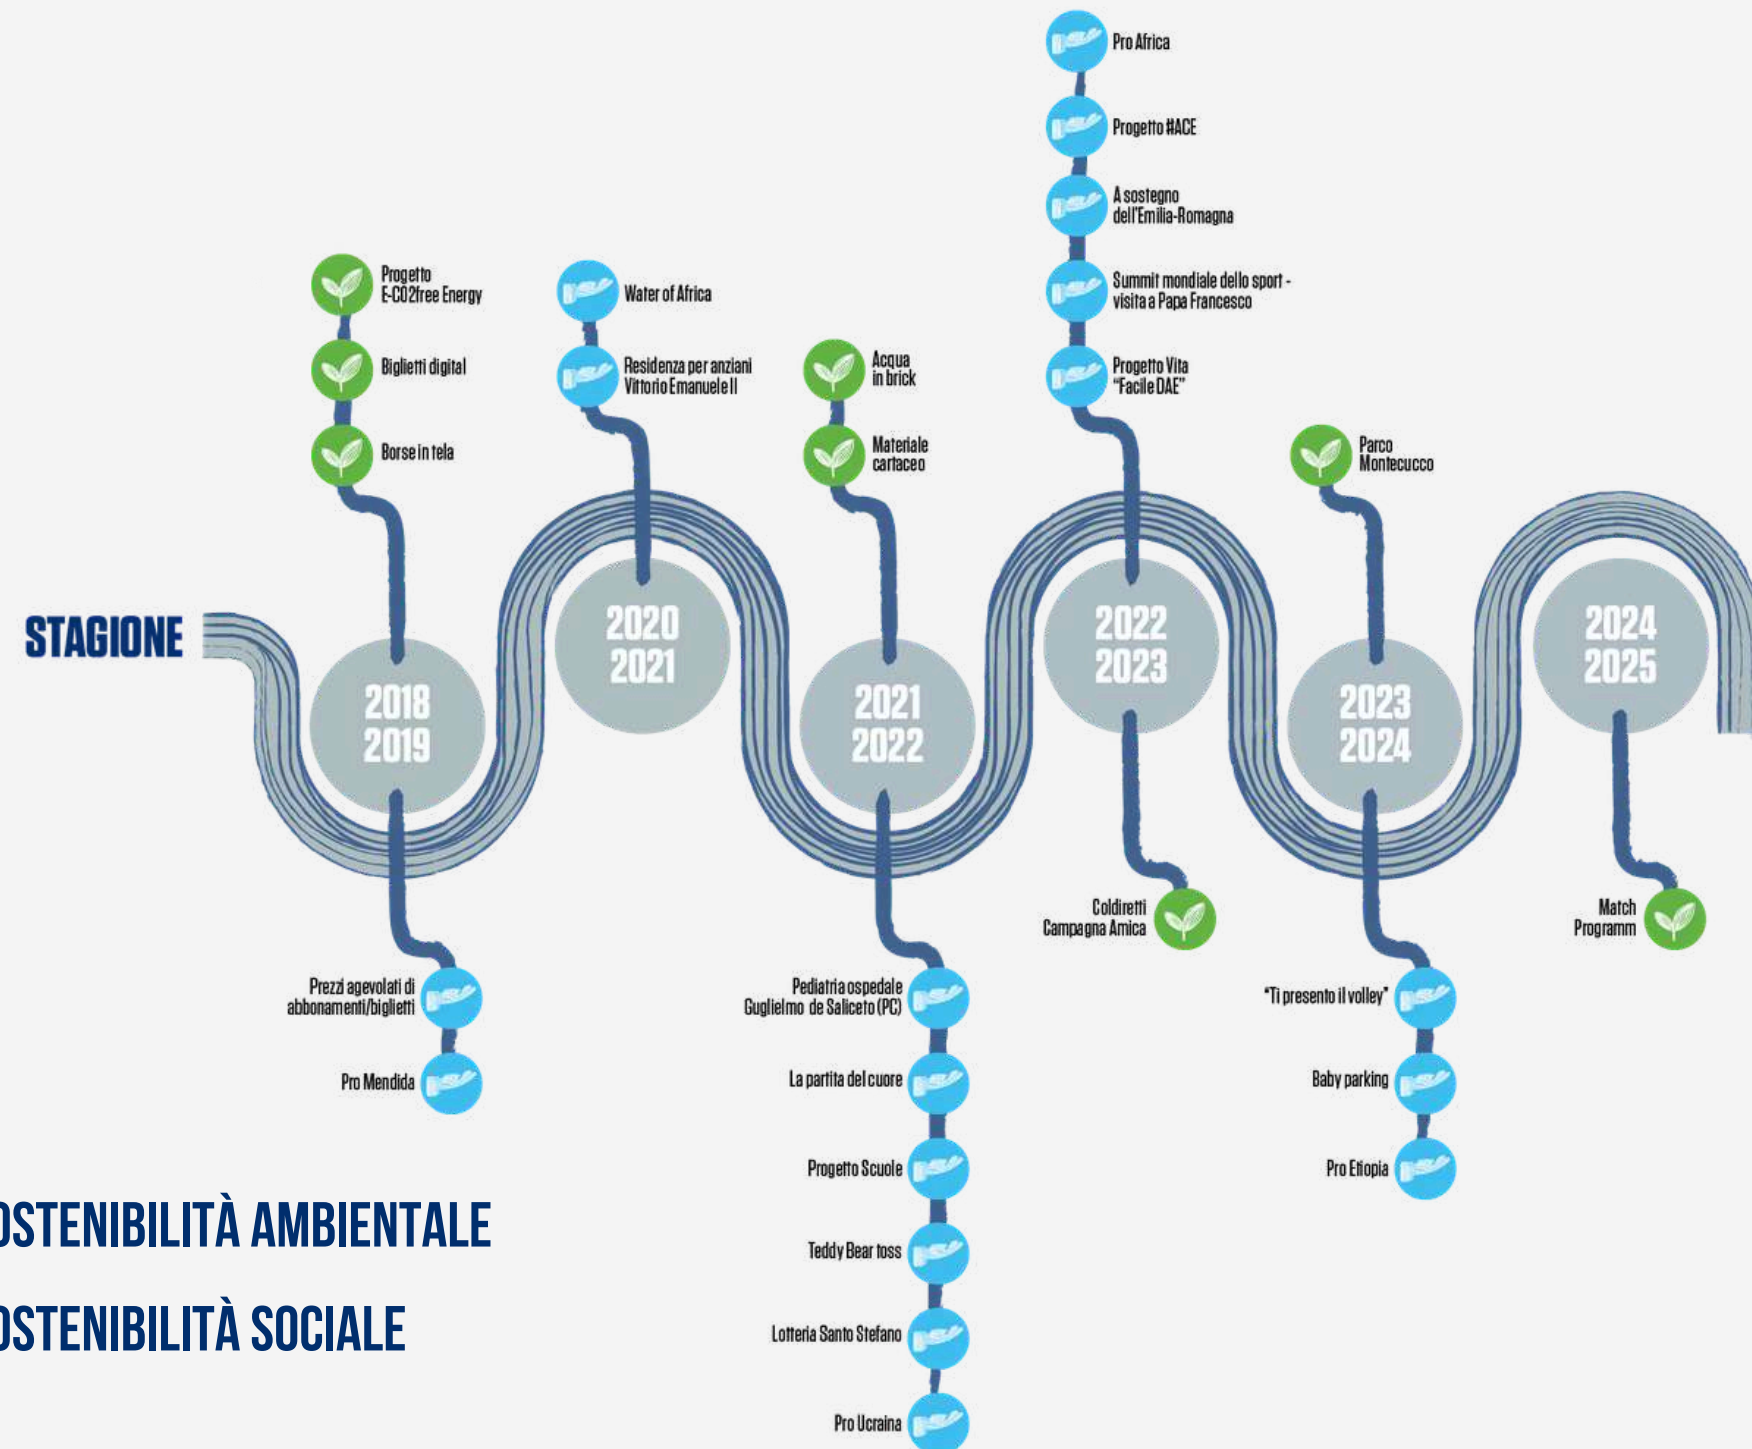 Pro Africa
Progetto #ACE
A sostegno
dell'Emilia-Romagna
Summit mondiale dello sport -
visita a Papa Francesco
Progetto Vita
“Facile DAE”
Progetto
E-CO2free Energy
Biglietti digital
Borse in tela
Water of Africa
Residenza per anziani
Vittorio Emanuele II
Acqua
in brick
Materiale
cartaceo
Parco
Montecucco
STAGIONE
2018
2019
2020
2021
2021
2022
2022
2023
2023
2024
2024
2025
Prezzi agevolati di
abbonamenti/biglietti
Pro Mendida
Pediatria ospedale
Guglielmo de Saliceto (PC)
La partita del cuore
Progetto Scuole
Teddy Bear toss
Lotteria Santo Stefano
Pro Ucraina
Coldiretti
Campagna Amica
“Ti presento il volley”
Baby parking
Pro Etiopia
Match
Programm
OSTENIBILITÀ AMBIENTALE
OSTENIBILITÀ SOCIALE